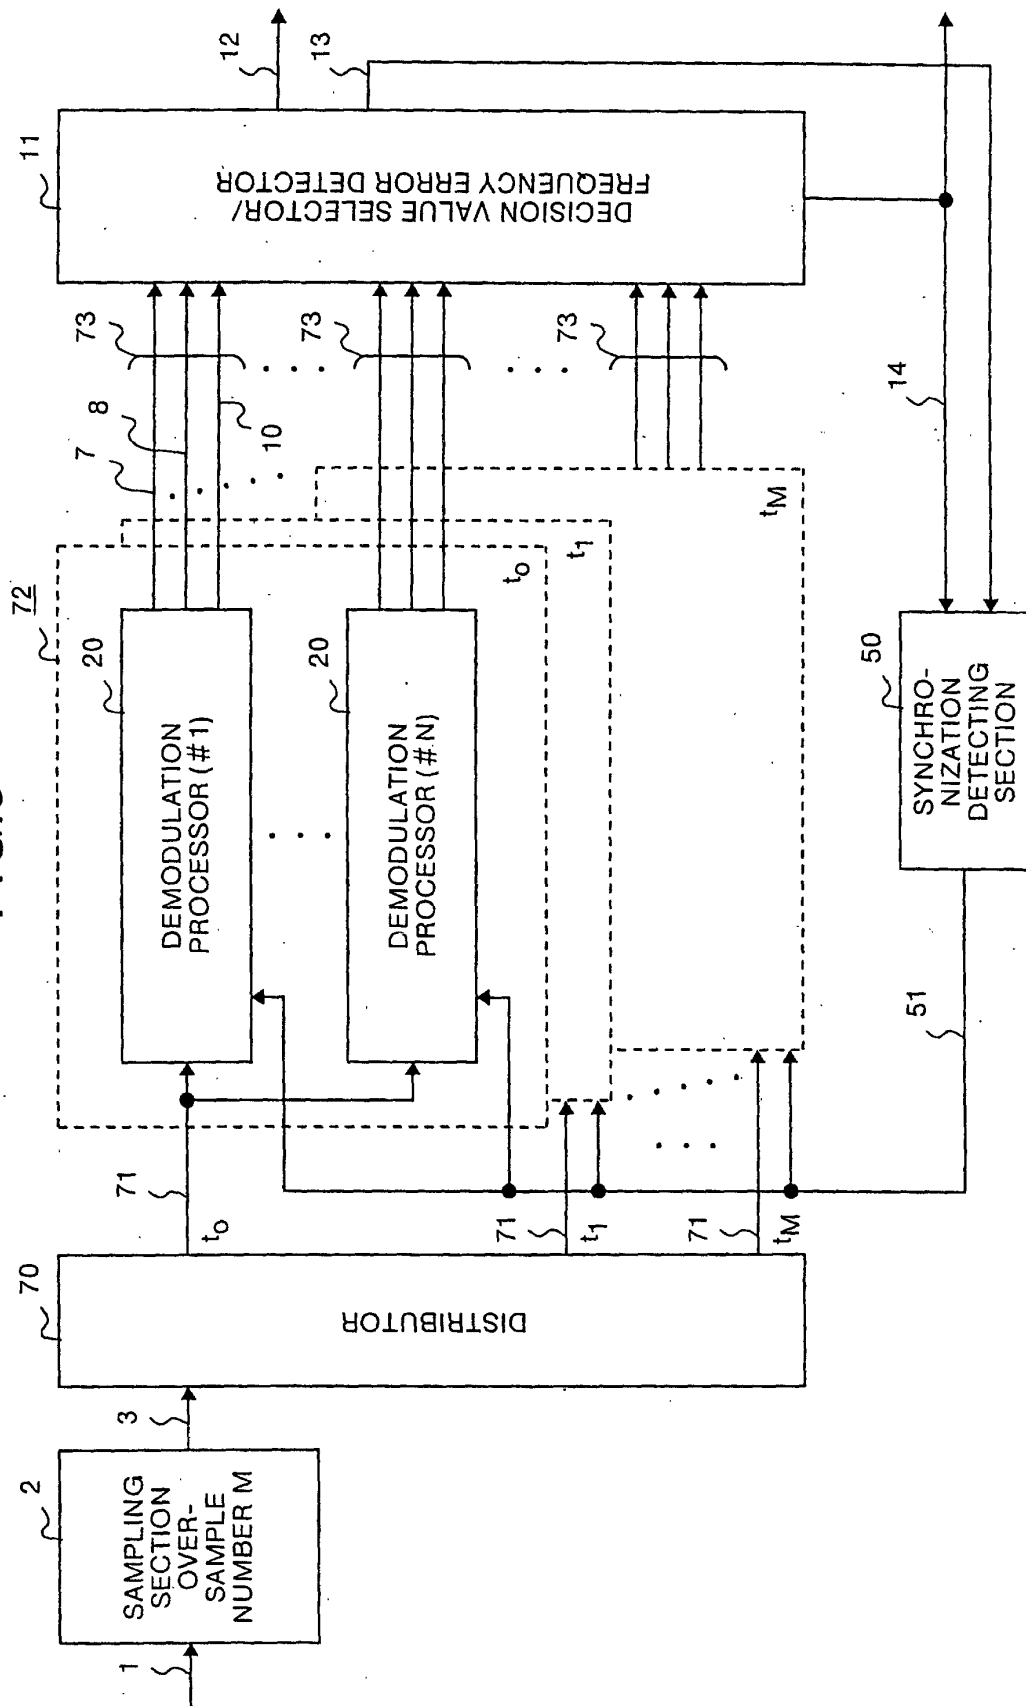 1
2
SAMPLING
SECTION
OVER-
SAMPLE
NUMBER M
3
70
DISTRIBUTOR
71
t0
71
t1
71
tM
72
20
DEMODULATION
PROCESSOR (#1)
. . .
20
DEMODULATION
PROCESSOR (#N)
t0
t1
tM
7
8
10
73
73
73
11
DECISION VALUE SELECTOR/
FREQUENCY ERROR DETECTOR
12
13
14
50
SYNCHRO-
NIZATION
DETECTING
SECTION
51